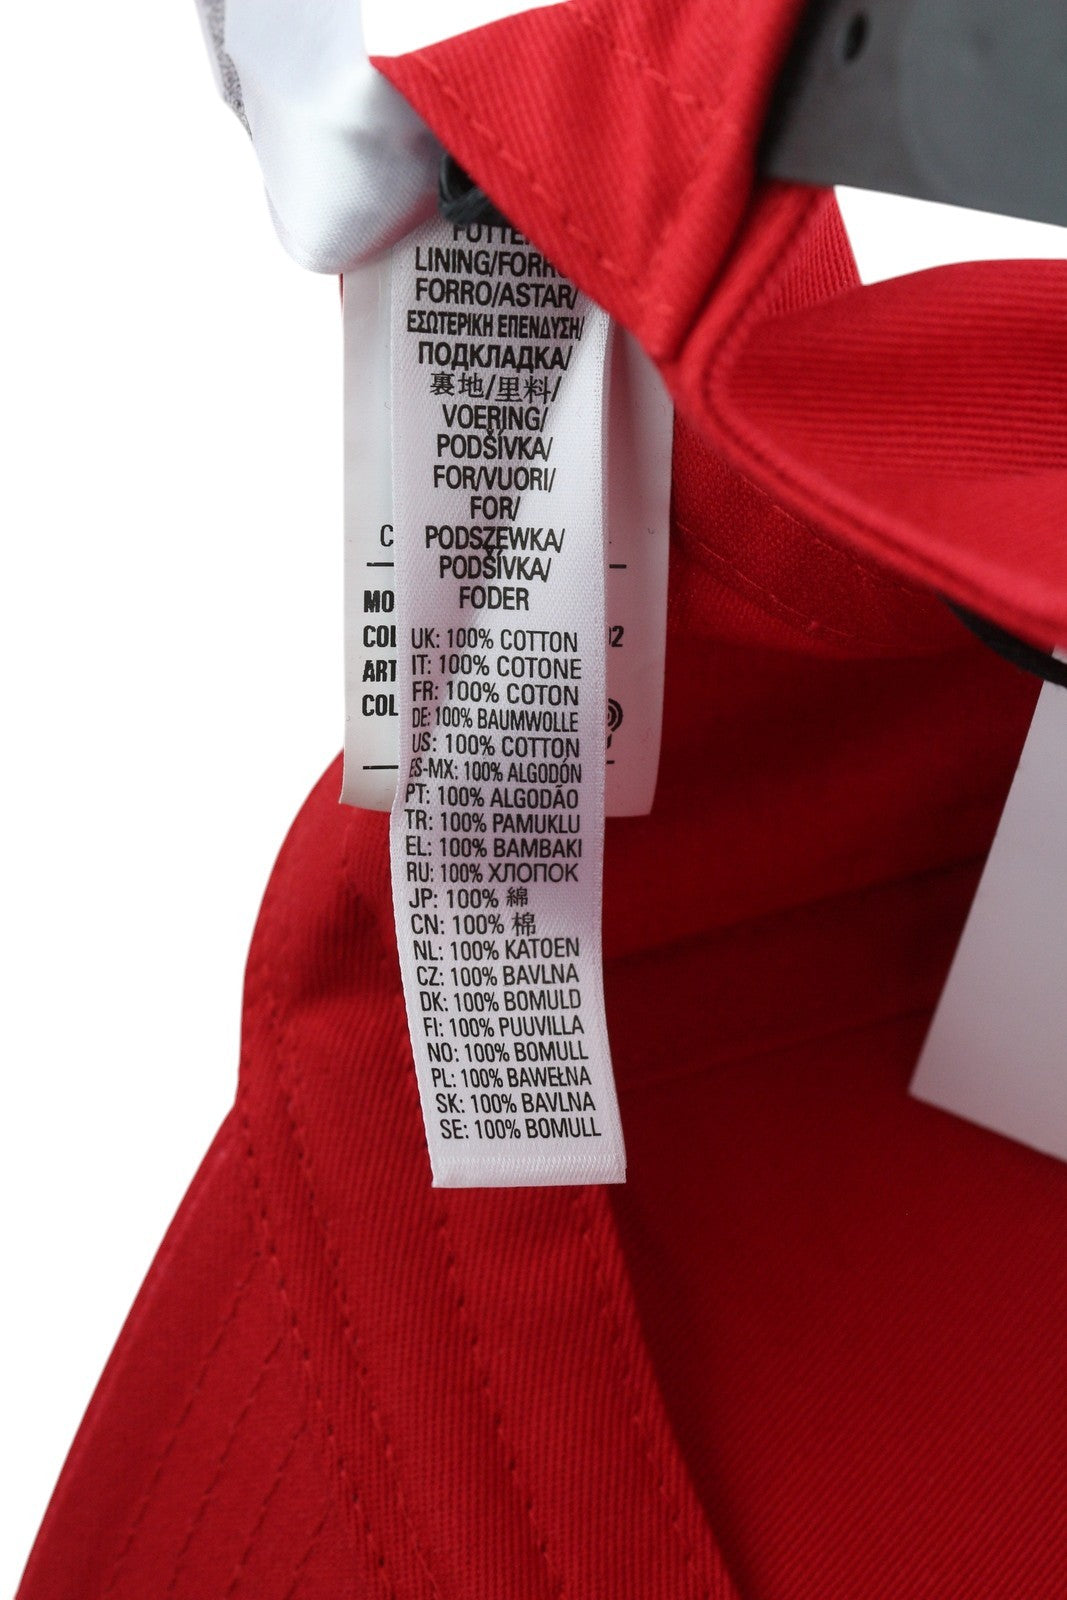 LINING/FORRO
FORRO/ASTAR/
ΕΣΩΤΕΡΙΚΗ ΕΠΕΝΔΥΣΗ/
ПОДКЛАДКА/
裏地/里料/
VOERING/
PODŠÍVKA/
FOR/VUORI/
FOR/
PODSZEWKA/
PODŠÍVKA/
FODER
UK: 100% COTTON
IT: 100% COTONE
FR: 100% COTON
DE: 100% BAUMWOLLE
US: 100% COTTON
ES-MX: 100% ALGODÓN
PT: 100% ALGODÃO
TR: 100% PAMUKLU
EL: 100% ΒΑΜΒΑΚΙ
RU: 100% ХЛОПОК
JP: 100% 綿
CN: 100% 棉
NL: 100% KATOEN
CZ: 100% BAVLNA
DK: 100% BOMULD
FI: 100% PUUVILLA
NO: 100% BOMULL
PL: 100% BAWEŁNA
SK: 100% BAVLNA
SE: 100% BOMULL